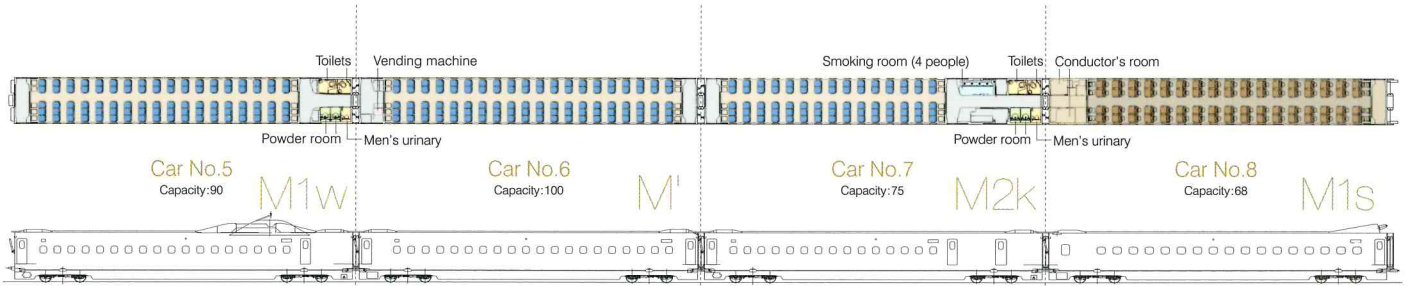 Toilets
Vending machine
Smoking room (4 people)
Toilets
Conductor's room
Powder room
Men's urinary
Powder room
Men's urinary
Car No.5
Capacity:90
M1w
Car No.6
Capacity:100
M'
Car No.7
Capacity:75
M2k
Car No.8
Capacity:68
M1s